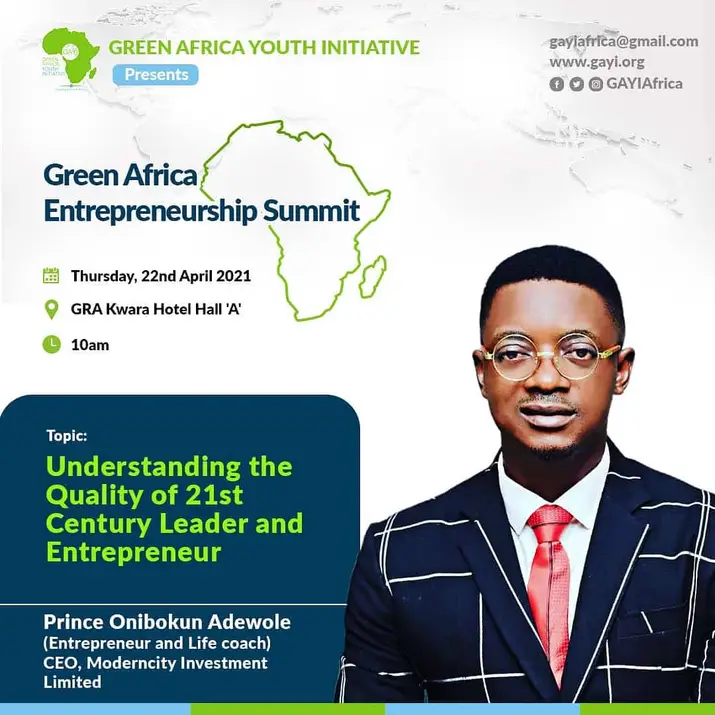 GAYI
GREEN AFRICA YOUTH INITIATIVE
Presents
gayiafrica@gmail.com
www.gayi.org
GAYIAfrica
Green Africa
Entrepreneurship Summit
Thursday, 22nd April 2021
GRA Kwara Hotel Hall 'A'
10am
Topic:
Understanding the
Quality of 21st
Century Leader and
Entrepreneur
Prince Onibokun Adewole
(Entrepreneur and Life coach)
CEO, Moderncity Investment
Limited